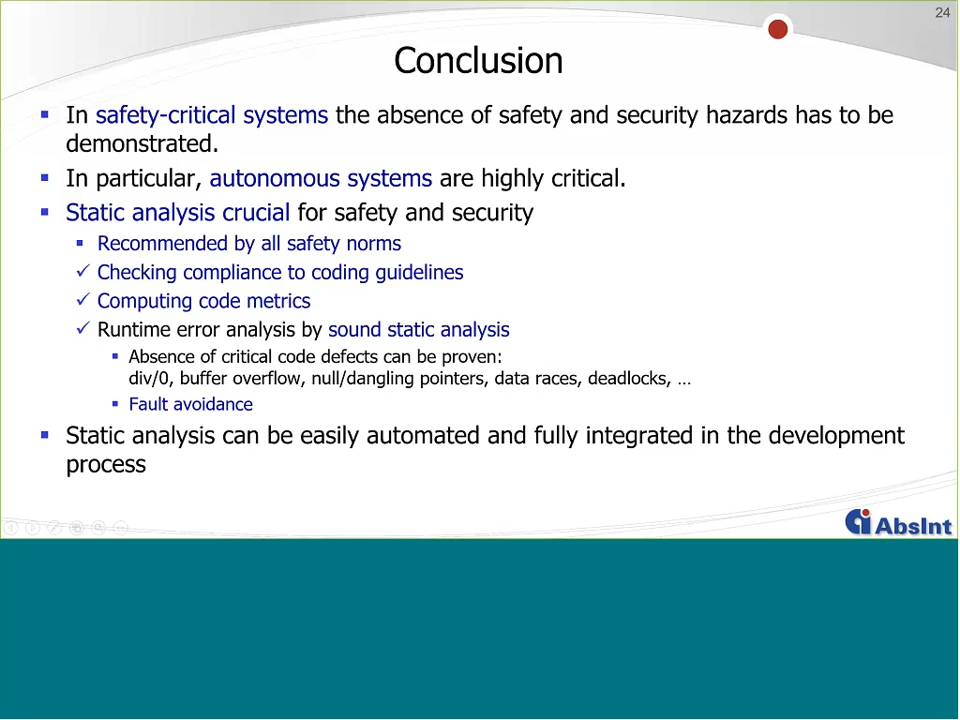 24
Conclusion
In safety-critical systems the absence of safety and security hazards has to be
demonstrated.
In particular, autonomous systems are highly critical.
Static analysis crucial for safety and security
Recommended by all safety norms
Checking compliance to coding guidelines
Computing code metrics
Runtime error analysis by sound static analysis
Absence of critical code defects can be proven:
div/0, buffer overflow, null/dangling pointers, data races, deadlocks, …
Fault avoidance
Static analysis can be easily automated and fully integrated in the development
process
AbsInt